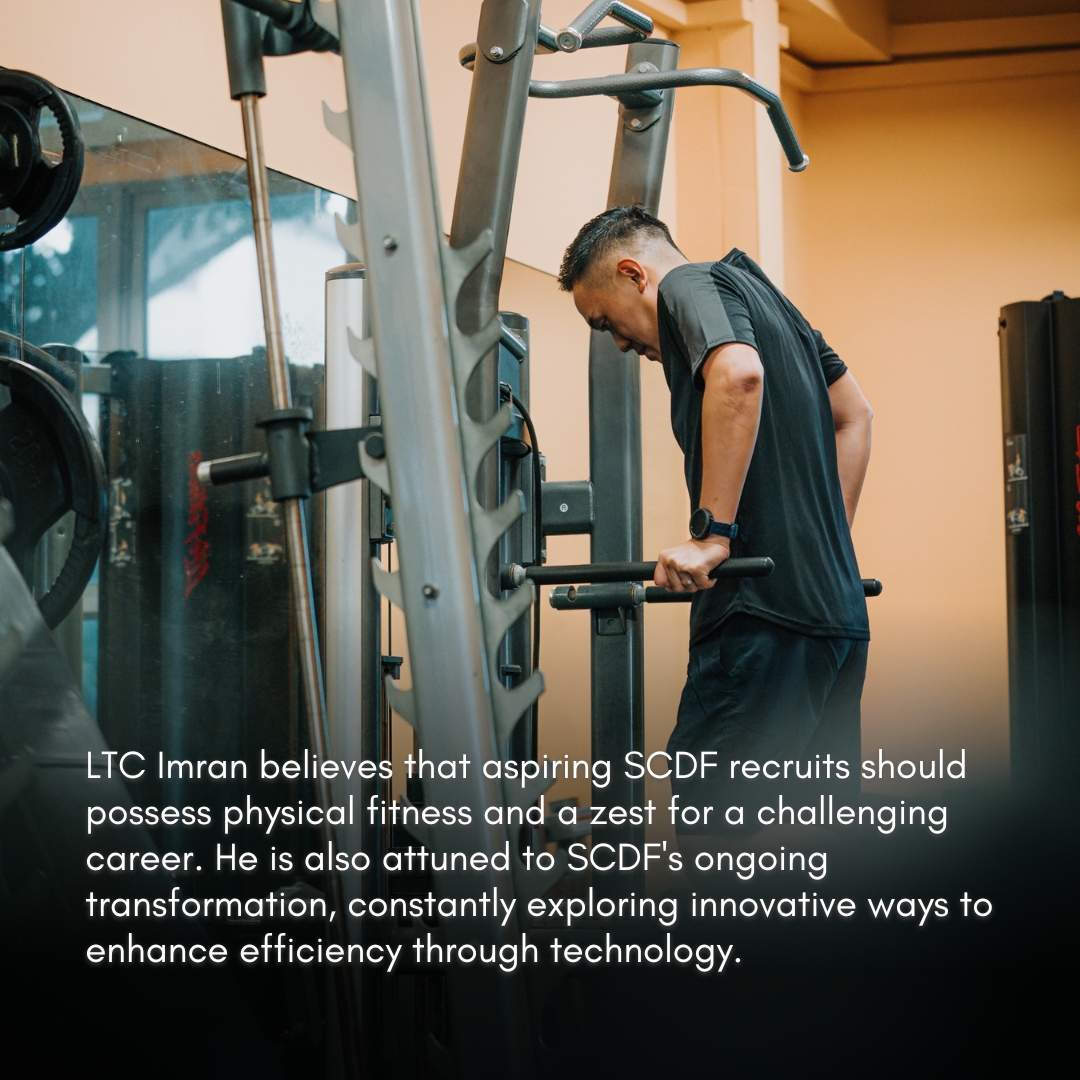 LTC Imran believes that aspiring SCDF recruits should
possess physical fitness and a zest for a challenging
career. He is also attuned to SCDF's ongoing
transformation, constantly exploring innovative ways to
enhance efficiency through technology.